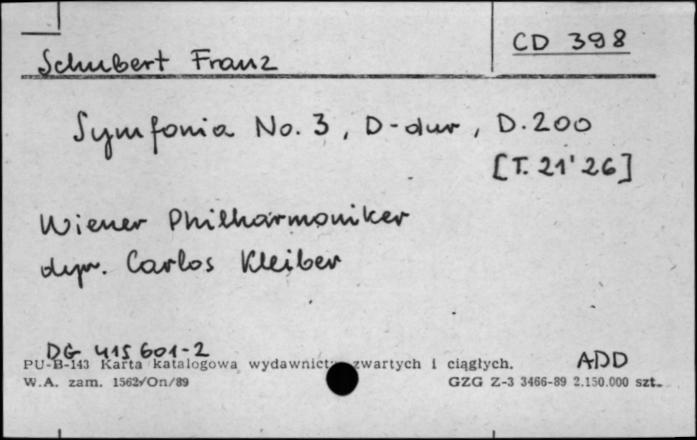 CD 398
Schubert Franz
Symfonia No. 3, D-dur, D.200
[T. 21'26]
Wiener Philharmoniker
dyr. Carlos Kleiber
DG 415 601-2
ADD
PU-B-143 Karta katalogowa wydawnictw zwartych i ciągłych.
W.A. zam. 1562/On/89
GZG Z-3 3466-89 2.150.000 szt.